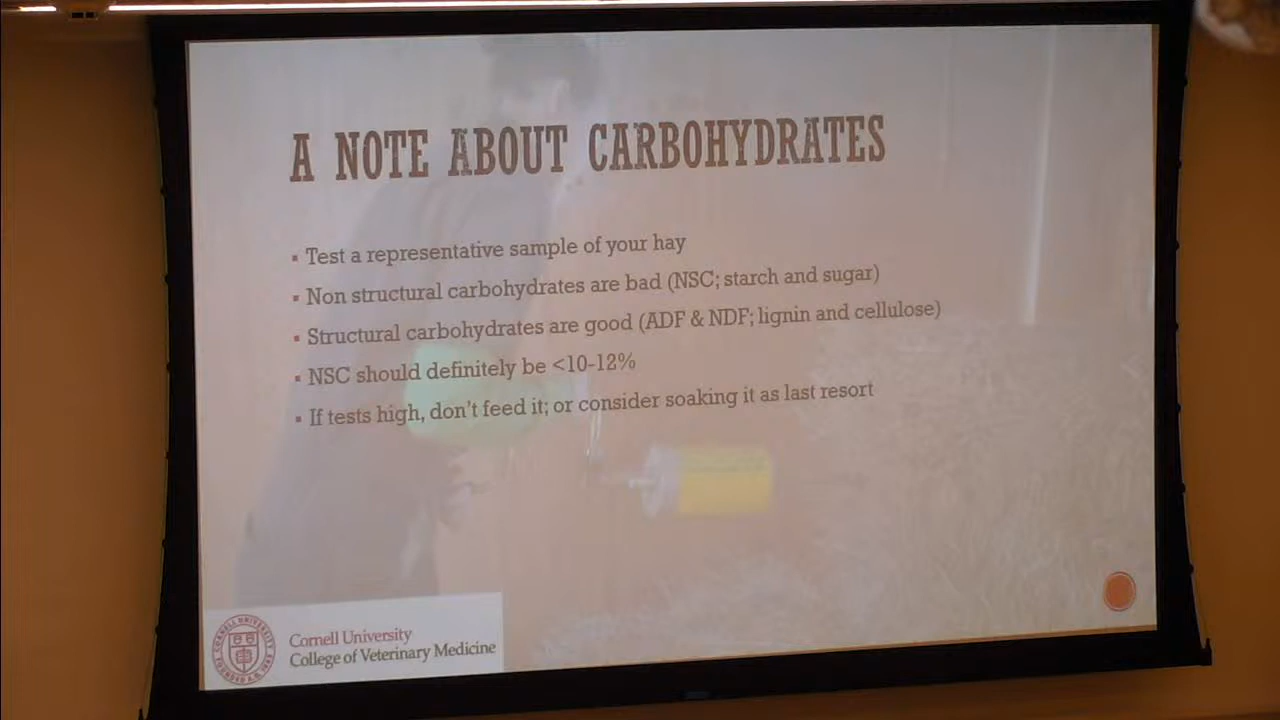 A NOTE ABOUT CARBOHYDRATES
▪ Test a representative sample of your hay
▪ Non structural carbohydrates are bad (NSC; starch and sugar)
▪ Structural carbohydrates are good (ADF & NDF; lignin and cellulose)
▪ NSC should definitely be <10-12%
▪ If tests high, don't feed it; or consider soaking it as last resort
Cornell University
College of Veterinary Medicine